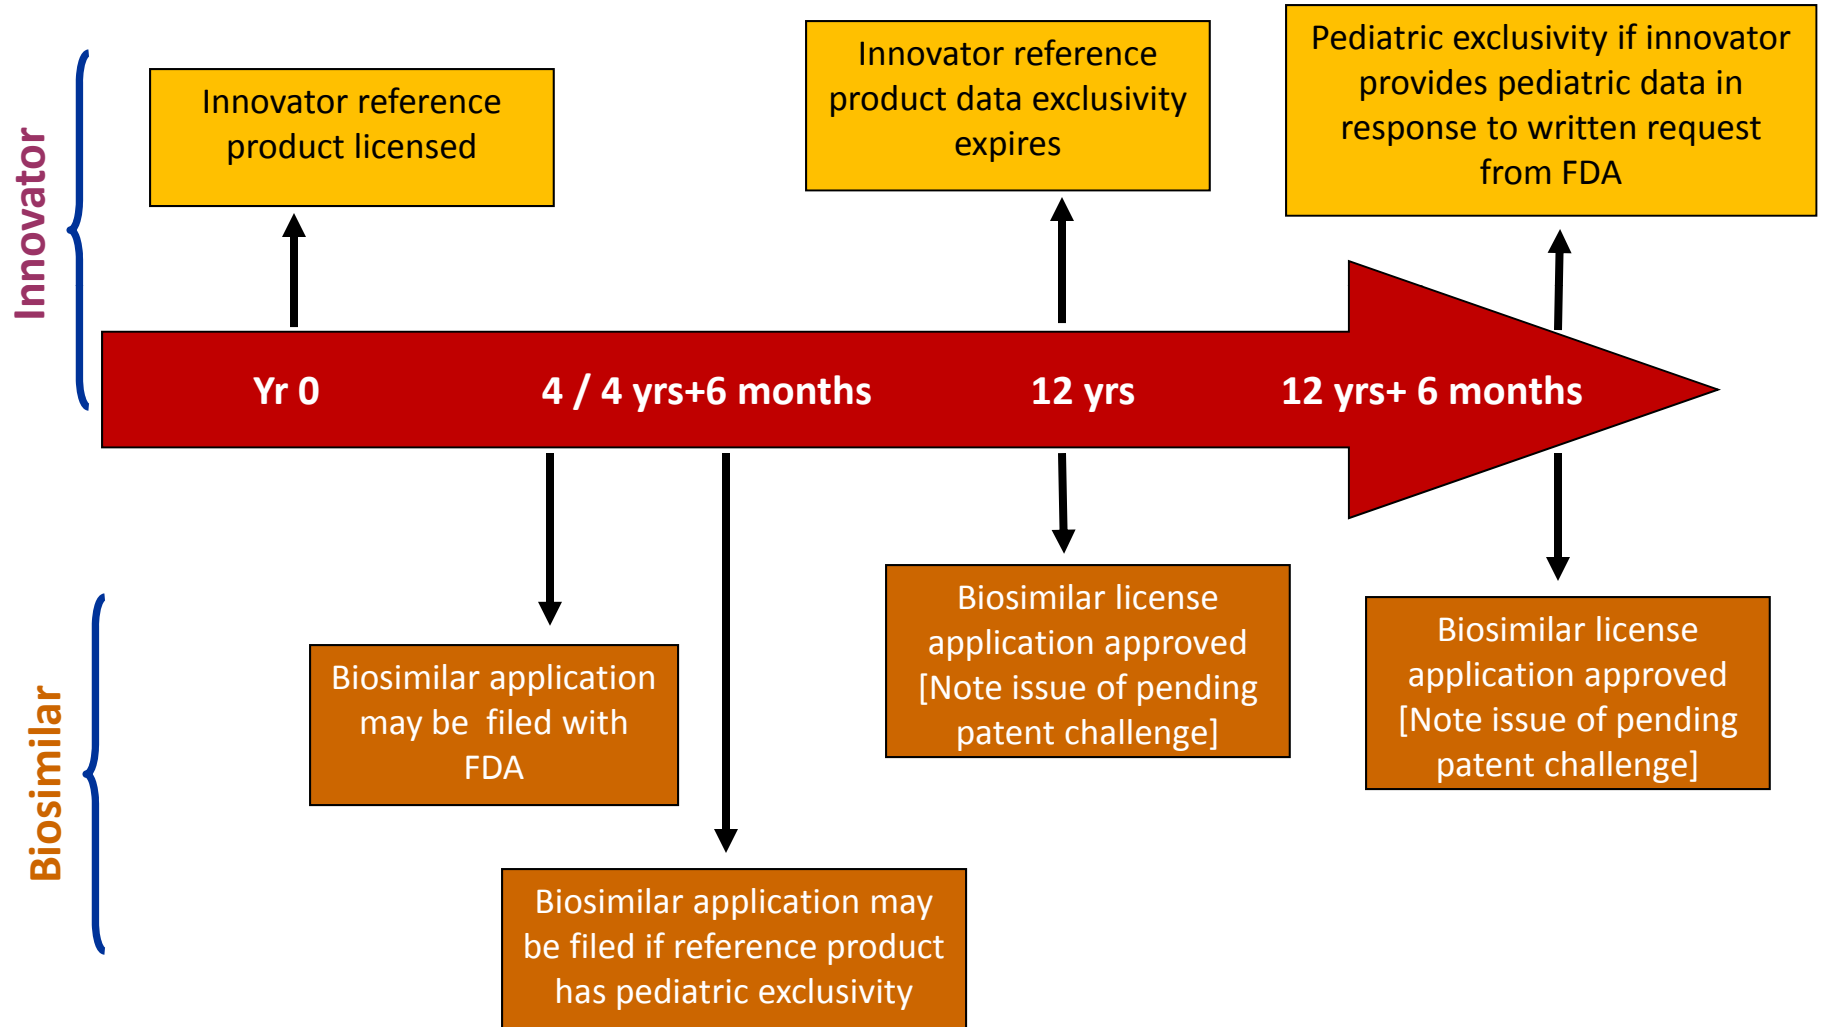 Innovator
Innovator reference
product licensed
Innovator reference
product data exclusivity
expires
Pediatric exclusivity if innovator
provides pediatric data in
response to written request
from FDA
Yr 0
4 / 4 yrs+6 months
12 yrs
12 yrs+ 6 months
Biosimilar
Biosimilar application
may be  filed with
FDA
Biosimilar application may
be filed if reference product
has pediatric exclusivity
Biosimilar license
application approved
[Note issue of pending
patent challenge]
Biosimilar license
application approved
[Note issue of pending
patent challenge]